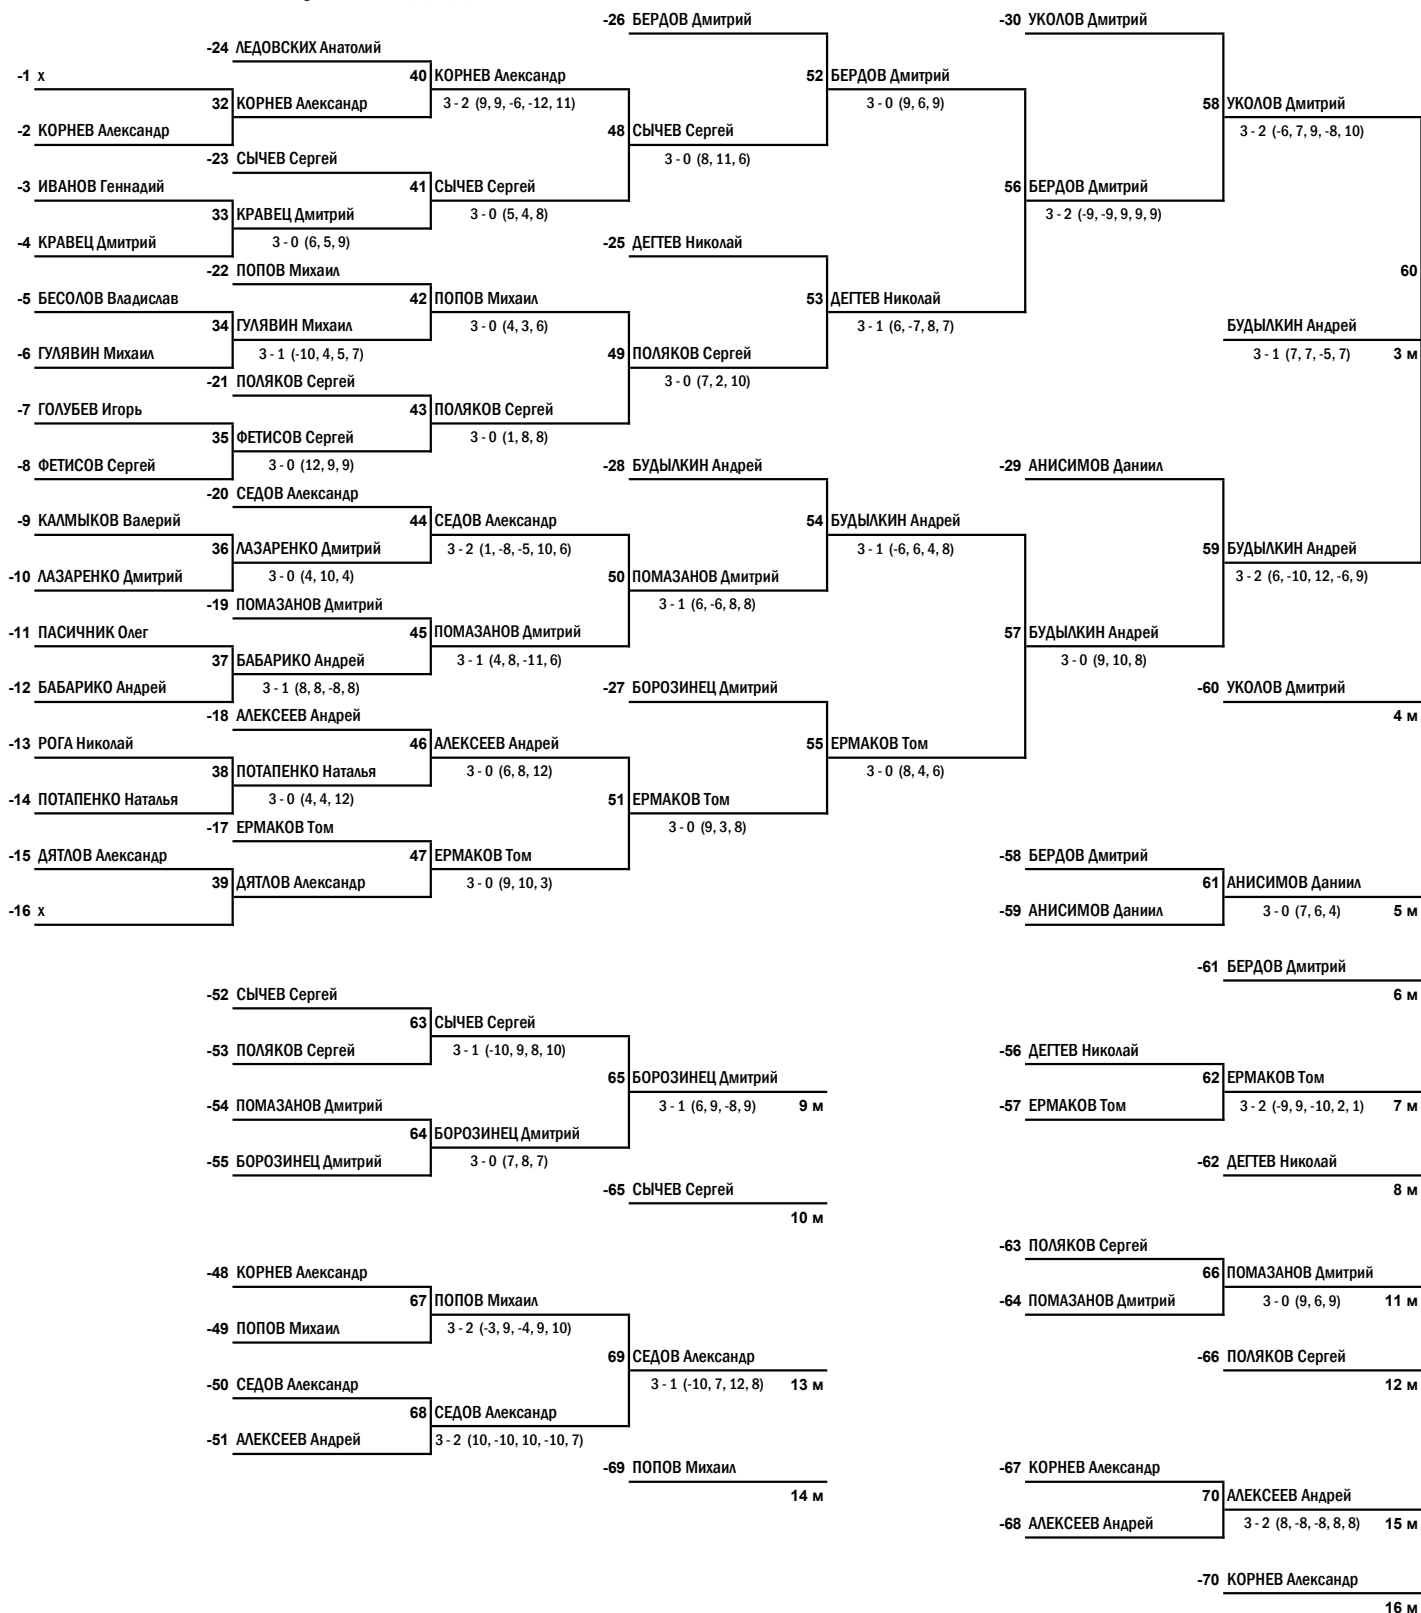 -26 БЕРДОВ Дмитрий
-30 УКОЛОВ Дмитрий
-24 ЛЕДОВСКИХ Анатолий
-1 х
40 КОРНЕВ Александр
52 БЕРДОВ Дмитрий
32 КОРНЕВ Александр
3 - 2 (9, 9, -6, -12, 11)
3 - 0 (9, 6, 9)
58 УКОЛОВ Дмитрий
-2 КОРНЕВ Александр
48 СЫЧЕВ Сергей
3 - 2 (-6, 7, 9, -8, 10)
-23 СЫЧЕВ Сергей
3 - 0 (8, 11, 6)
-3 ИВАНОВ Геннадий
41 СЫЧЕВ Сергей
56 БЕРДОВ Дмитрий
33 КРАВЕЦ Дмитрий
3 - 0 (5, 4, 8)
3 - 2 (-9, -9, 9, 9, 9)
-4 КРАВЕЦ Дмитрий
3 - 0 (6, 5, 9)
-25 ДЕГТЕВ Николай
-22 ПОПОВ Михаил
60
-5 БЕСОЛОВ Владислав
42 ПОПОВ Михаил
53 ДЕГТЕВ Николай
34 ГУЛЯВИН Михаил
3 - 0 (4, 3, 6)
3 - 1 (6, -7, 8, 7)
БУДЫЛКИН Андрей
-6 ГУЛЯВИН Михаил
3 - 1 (-10, 4, 5, 7)
49 ПОЛЯКОВ Сергей
3 - 1 (7, 7, -5, 7)
3 м
-21 ПОЛЯКОВ Сергей
3 - 0 (7, 2, 10)
-7 ГОЛУБЕВ Игорь
43 ПОЛЯКОВ Сергей
35 ФЕТИСОВ Сергей
3 - 0 (1, 8, 8)
-8 ФЕТИСОВ Сергей
3 - 0 (12, 9, 9)
-28 БУДЫЛКИН Андрей
-29 АНИСИМОВ Даниил
-20 СЕДОВ Александр
-9 КАЛМЫКОВ Валерий
44 СЕДОВ Александр
54 БУДЫЛКИН Андрей
36 ЛАЗАРЕНКО Дмитрий
3 - 2 (1, -8, -5, 10, 6)
3 - 1 (-6, 6, 4, 8)
59 БУДЫЛКИН Андрей
-10 ЛАЗАРЕНКО Дмитрий
3 - 0 (4, 10, 4)
50 ПОМАЗАНОВ Дмитрий
3 - 2 (6, -10, 12, -6, 9)
-19 ПОМАЗАНОВ Дмитрий
3 - 1 (6, -6, 8, 8)
-11 ПАСИЧНИК Олег
45 ПОМАЗАНОВ Дмитрий
57 БУДЫЛКИН Андрей
37 БАБАРИКО Андрей
3 - 1 (4, 8, -11, 6)
3 - 0 (9, 10, 8)
-12 БАБАРИКО Андрей
3 - 1 (8, 8, -8, 8)
-27 БОРОЗИНЕЦ Дмитрий
-60 УКОЛОВ Дмитрий
-18 АЛЕКСЕЕВ Андрей
4 м
-13 РОГА Николай
46 АЛЕКСЕЕВ Андрей
55 ЕРМАКОВ Том
38 ПОТАПЕНКО Наталья
3 - 0 (6, 8, 12)
3 - 0 (8, 4, 6)
-14 ПОТАПЕНКО Наталья
3 - 0 (4, 4, 12)
51 ЕРМАКОВ Том
-17 ЕРМАКОВ Том
3 - 0 (9, 3, 8)
-15 ДЯТЛОВ Александр
47 ЕРМАКОВ Том
-58 БЕРДОВ Дмитрий
39 ДЯТЛОВ Александр
3 - 0 (9, 10, 3)
61 АНИСИМОВ Даниил
-16 х
-59 АНИСИМОВ Даниил
3 - 0 (7, 6, 4)
5 м
-61 БЕРДОВ Дмитрий
-52 СЫЧЕВ Сергей
6 м
63 СЫЧЕВ Сергей
-53 ПОЛЯКОВ Сергей
3 - 1 (-10, 9, 8, 10)
-56 ДЕГТЕВ Николай
65 БОРОЗИНЕЦ Дмитрий
62 ЕРМАКОВ Том
-54 ПОМАЗАНОВ Дмитрий
3 - 1 (6, 9, -8, 9)
9 м
-57 ЕРМАКОВ Том
3 - 2 (-9, 9, -10, 2, 1)
7 м
64 БОРОЗИНЕЦ Дмитрий
-55 БОРОЗИНЕЦ Дмитрий
3 - 0 (7, 8, 7)
-62 ДЕГТЕВ Николай
-65 СЫЧЕВ Сергей
8 м
10 м
-63 ПОЛЯКОВ Сергей
-48 КОРНЕВ Александр
66 ПОМАЗАНОВ Дмитрий
67 ПОПОВ Михаил
-64 ПОМАЗАНОВ Дмитрий
3 - 0 (9, 6, 9)
11 м
-49 ПОПОВ Михаил
3 - 2 (-3, 9, -4, 9, 10)
69 СЕДОВ Александр
-66 ПОЛЯКОВ Сергей
-50 СЕДОВ Александр
3 - 1 (-10, 7, 12, 8)
13 м
12 м
68 СЕДОВ Александр
-51 АЛЕКСЕЕВ Андрей
3 - 2 (10, -10, 10, -10, 7)
-69 ПОПОВ Михаил
-67 КОРНЕВ Александр
14 м
70 АЛЕКСЕЕВ Андрей
-68 АЛЕКСЕЕВ Андрей
3 - 2 (8, -8, -8, 8, 8)
15 м
-70 КОРНЕВ Александр
16 м